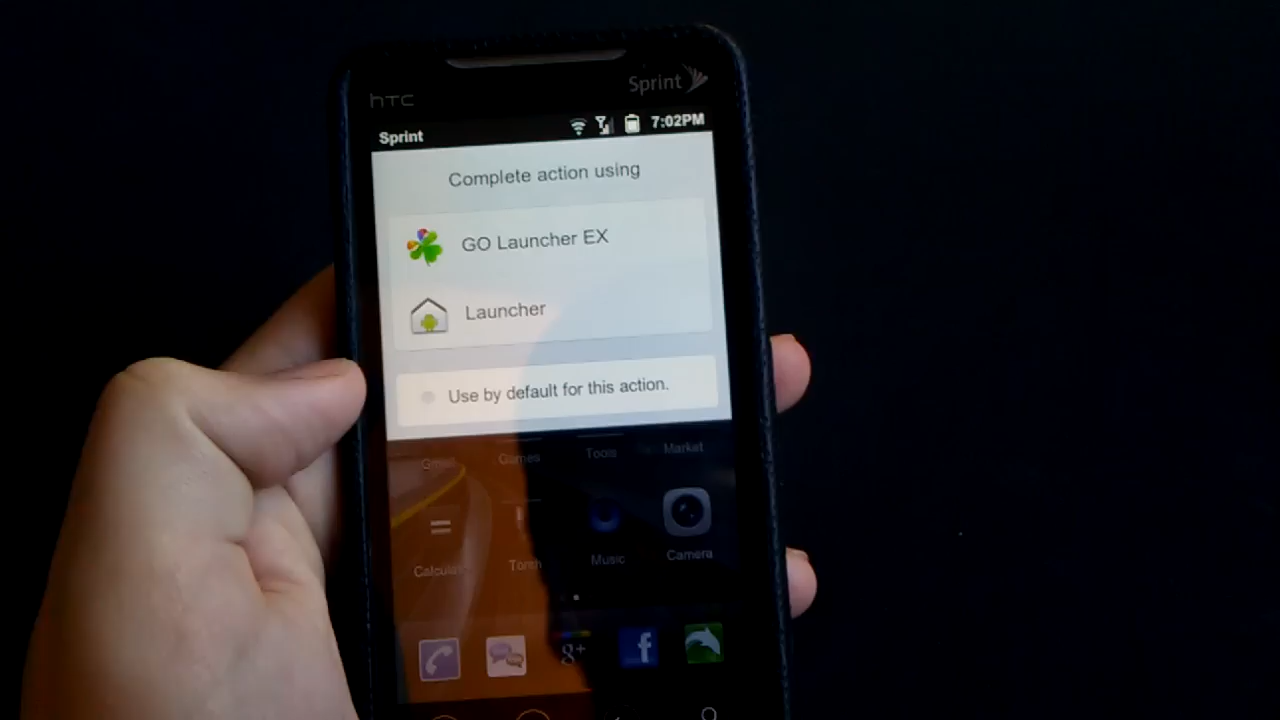 hTC
Sprint
Sprint 7:02PM
Complete action using
GO Launcher EX
Launcher
Use by default for this action.
Gmail Games Tools Market
Torch Music Camera
g+ f